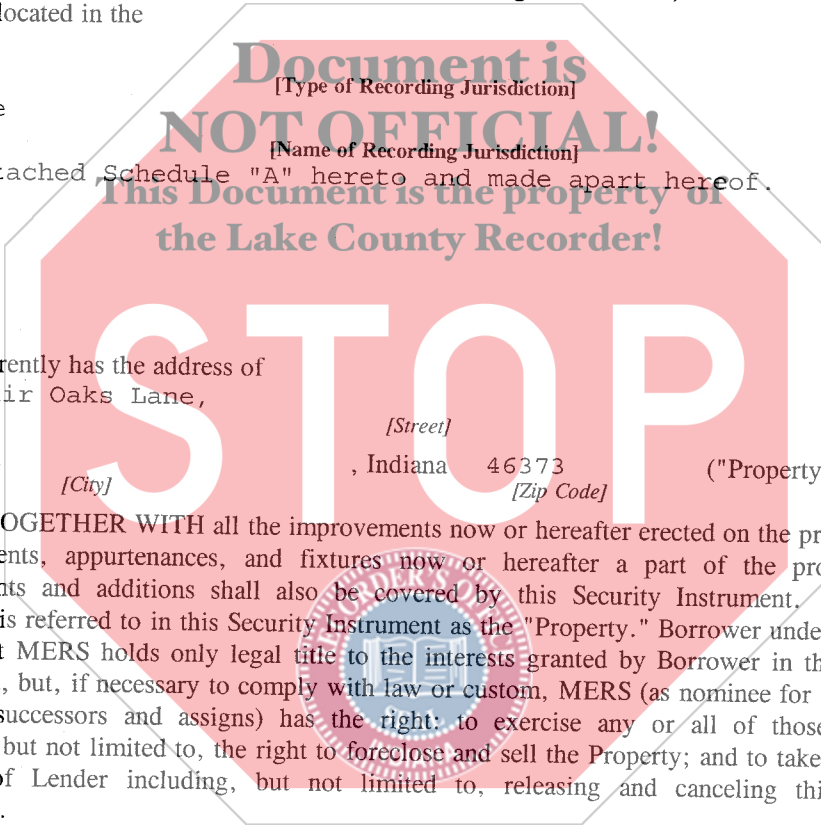 located in the
Document is
[Type of Recording Jurisdiction]
NOT OFFICIAL!
[Name of Recording Jurisdiction]
tached Schedule "A" hereto and made apart hereof.
This Document is the property of
the Lake County Recorder!
STOP
rently has the address of
ir Oaks Lane,
[Street]
, Indiana 46373 ("Property
[City] [Zip Code]
OGETHER WITH all the improvements now or hereafter erected on the pr
ents, appurtenances, and fixtures now or hereafter a part of the pro
nts and additions shall also be covered by this Security Instrument.
is referred to in this Security Instrument as the "Property." Borrower unde
t MERS holds only legal title to the interests granted by Borrower in th
, but, if necessary to comply with law or custom, MERS (as nominee for
successors and assigns) has the right: to exercise any or all of those
but not limited to, the right to foreclose and sell the Property; and to take
of Lender including, but not limited to, releasing and canceling thi